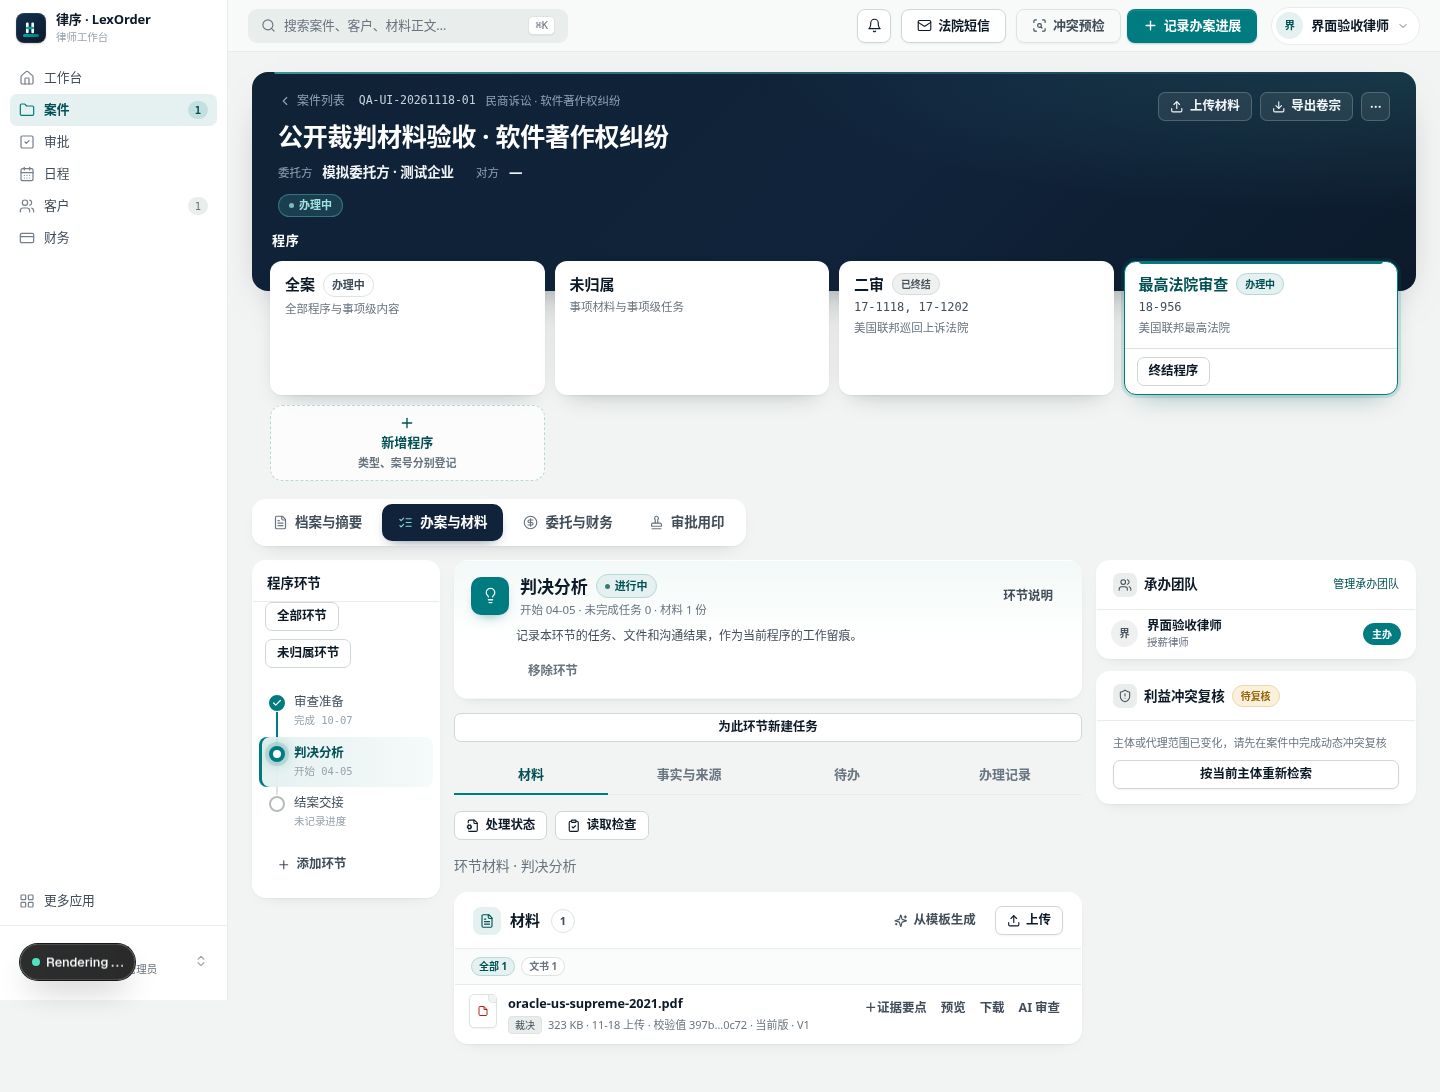 律序 · LexOrder
律师工作台
搜索案件、客户、材料正文...
⌘K
法院短信
冲突预检
记录办案进展
界
界面验收律师
工作台
案件
1
审批
日程
客户
1
财务
案件列表
QA-UI-20261118-01
民商诉讼 · 软件著作权纠纷
上传材料
导出卷宗
公开裁判材料验收 · 软件著作权纠纷
委托方 模拟委托方 · 测试企业 对方 —
办理中
程序
全案 办理中
全部程序与事项级内容
未归属
事项材料与事项级任务
二审 已终结
17-1118, 17-1202
美国联邦巡回上诉法院
最高法院审查 办理中
18-956
美国联邦最高法院
终结程序
新增程序
类型、案号分别登记
档案与摘要
办案与材料
委托与财务
审批用印
程序环节
全部环节
未归属环节
审查准备
完成 10-07
判决分析
开始 04-05
结案交接
未记录进度
添加环节
判决分析 进行中
开始 04-05 · 未完成任务 0 · 材料 1 份
环节说明
记录本环节的任务、文件和沟通结果，作为当前程序的工作留痕。
移除环节
为此环节新建任务
材料
事实与来源
待办
办理记录
处理状态
读取检查
环节材料 · 判决分析
材料 1
从模板生成
上传
全部 1
文书 1
oracle-us-supreme-2021.pdf
裁决 323 KB · 11-18 上传 · 校验值 397b...0c72 · 当前版 · V1
＋证据要点
预览
下载
AI 审查
承办团队
管理承办团队
界
界面验收律师
授薪律师
主办
利益冲突复核 待复核
主体或代理范围已变化，请先在案件中完成动态冲突复核
按当前主体重新检索
更多应用
Rendering ...
理员